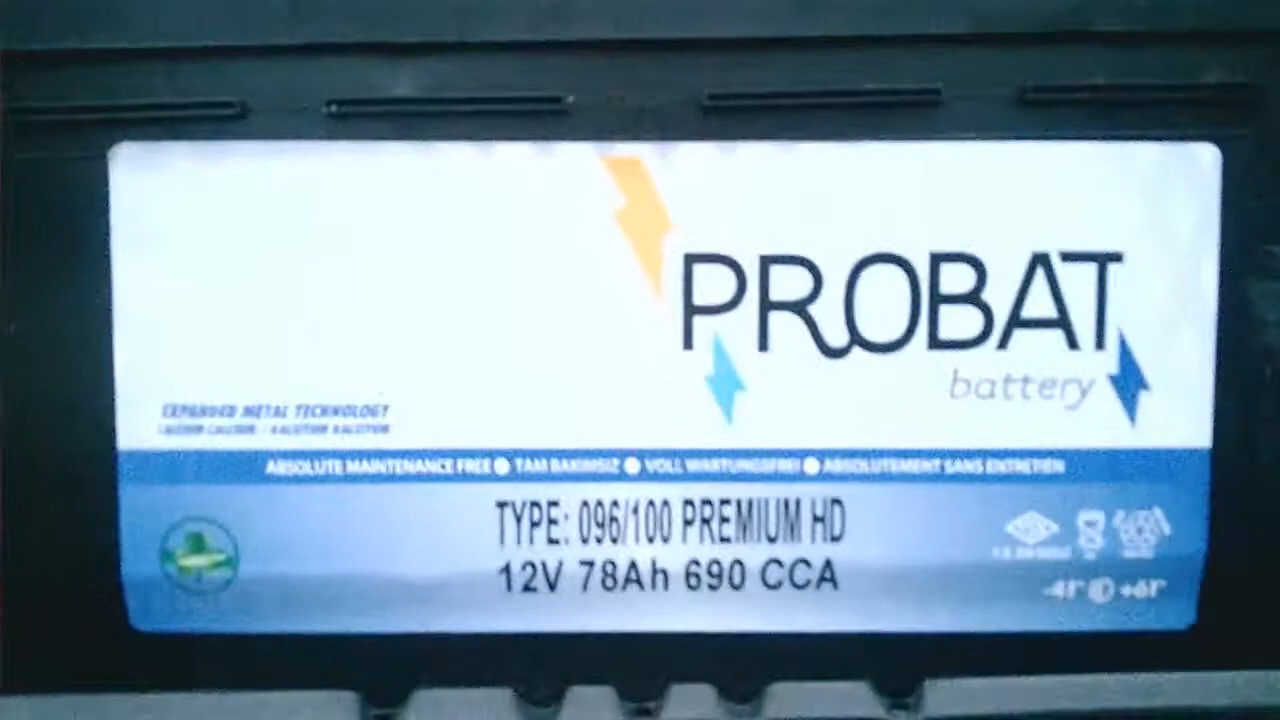 PROBAT
battery
EXPANDED METAL TECHNOLOGY
ABSOLUTE MAINTENANCE FREE ● TAM BAKIMSIZ ● VOLL WARTUNGSFREI ● ABSOLUTEMENT SANS ENTRETIEN
TYPE: 096/100 PREMIUM HD
12V 78Ah 690 CCA